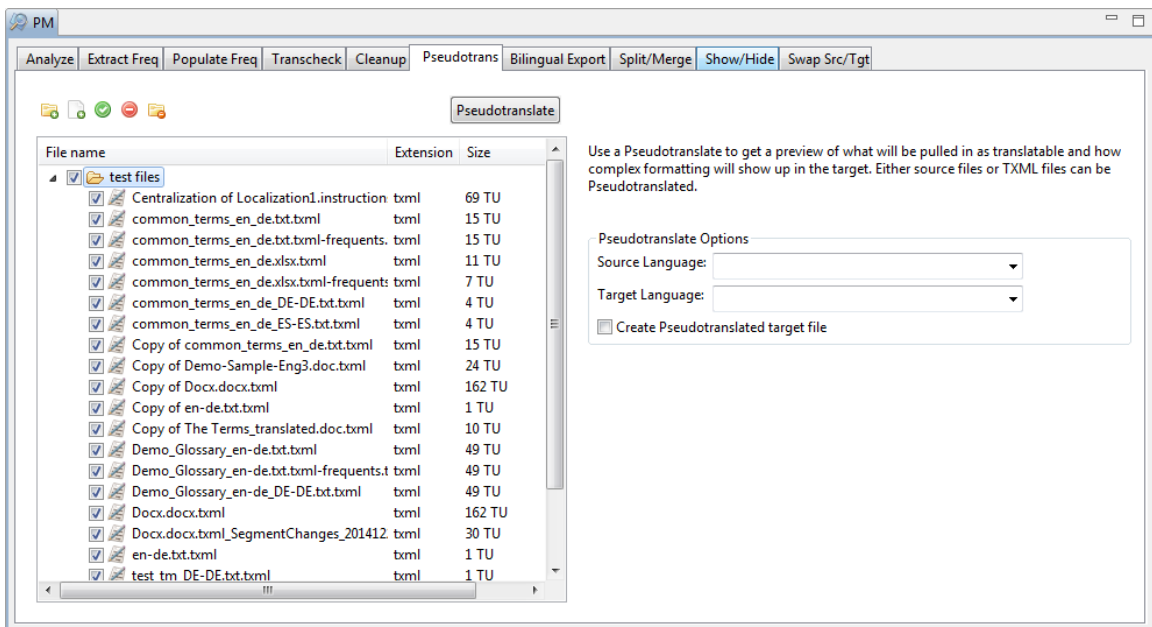 PM
Analyze Extract Freq Populate Freq Transcheck Cleanup Pseudotrans Bilingual Export Split/Merge Show/Hide Swap Src/Tgt
Pseudotranslate
File name Extension Size
test files
Centralization of Localization1.instruction txml 69 TU
common_terms_en_de.txt.txml txml 15 TU
common_terms_en_de.txt.txml-frequents. txml 15 TU
common_terms_en_de.xlsx.txml txml 11 TU
common_terms_en_de.xlsx.txml-frequents txml 7 TU
common_terms_en_de_DE-DE.txt.txml txml 4 TU
common_terms_en_de_ES-ES.txt.txml txml 4 TU
Copy of common_terms_en_de.txt.txml txml 15 TU
Copy of Demo-Sample-Eng3.doc.txml txml 24 TU
Copy of Docx.docx.txml txml 162 TU
Copy of en-de.txt.txml txml 1 TU
Copy of The Terms_translated.doc.txml txml 10 TU
Demo_Glossary_en-de.txt.txml txml 49 TU
Demo_Glossary_en-de.txt.txml-frequents.t txml 49 TU
Demo_Glossary_en-de_DE-DE.txt.txml txml 49 TU
Docx.docx.txml txml 162 TU
Docx.docx.txml_SegmentChanges_201412 txml 30 TU
en-de.txt.txml txml 1 TU
test_tm_DE-DE.txt.txml txml 1 TU
Use a Pseudotranslate to get a preview of what will be pulled in as translatable and how
complex formatting will show up in the target. Either source files or TXML files can be
Pseudotranslated.
Pseudotranslate Options
Source Language:
Target Language:
Create Pseudotranslated target file